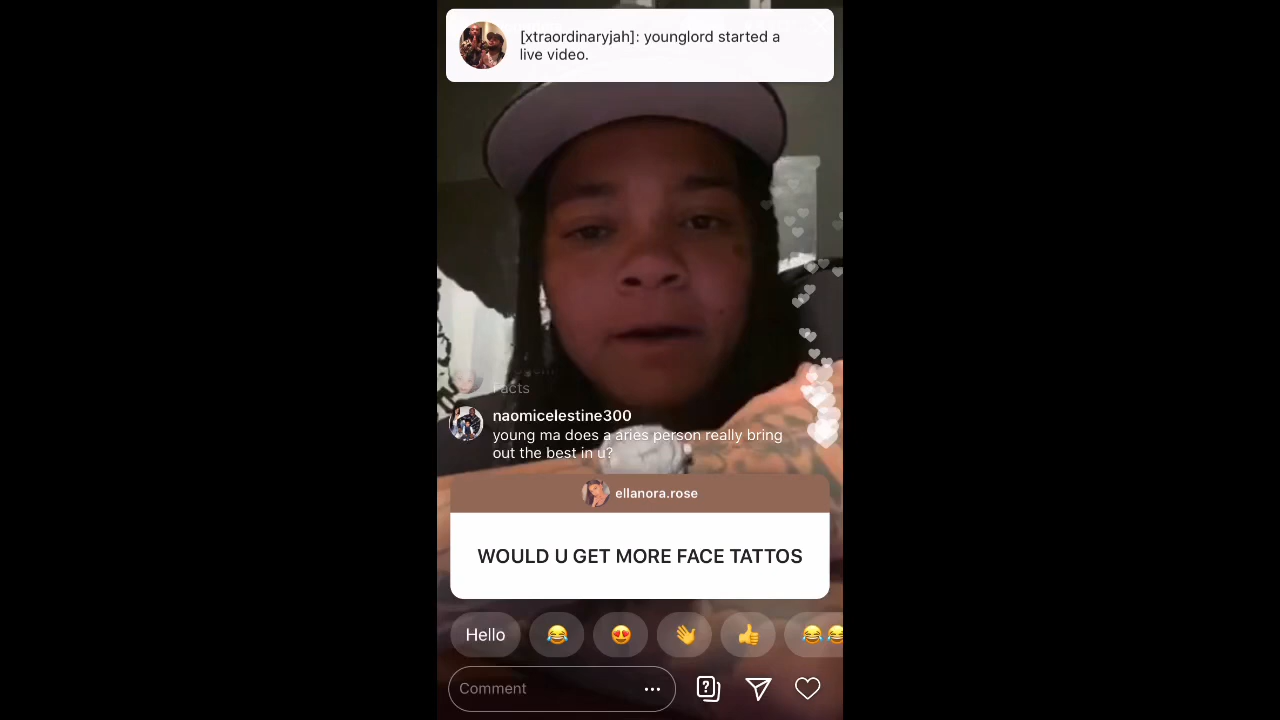 [xtraordinaryjah]: younglord started a
live video.
Facts
naomicelestine300
young ma does a aries person really bring
out the best in u?
ellanora.rose
WOULD U GET MORE FACE TATTOS
Hello
Comment